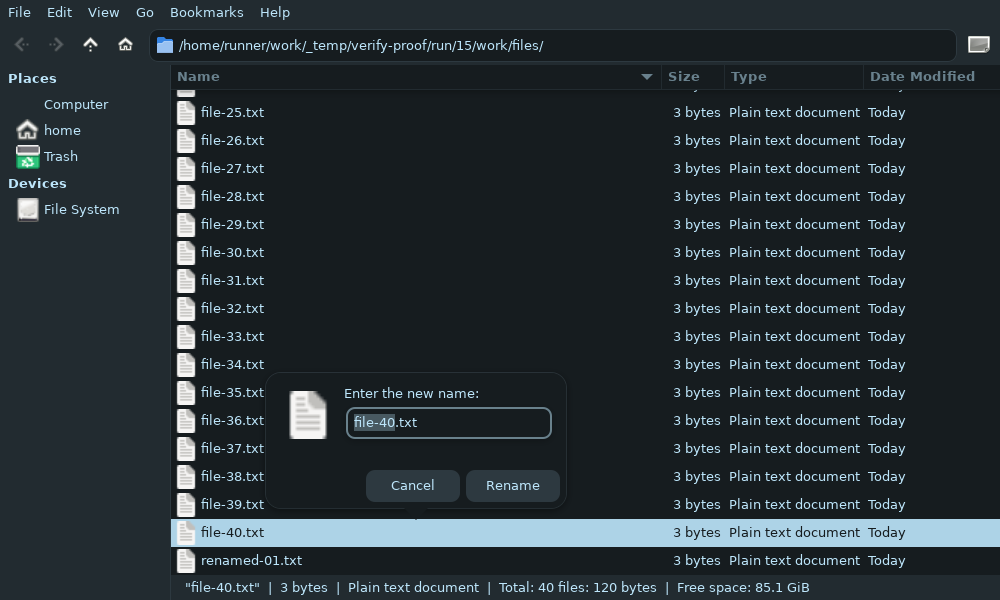 File Edit View Go Bookmarks Help
/home/runner/work/_temp/verify-proof/run/15/work/files/
Places
Computer
home
Trash
Devices
File System
Name Size Type Date Modified
file-25.txt 3 bytes Plain text document Today
file-26.txt 3 bytes Plain text document Today
file-27.txt 3 bytes Plain text document Today
file-28.txt 3 bytes Plain text document Today
file-29.txt 3 bytes Plain text document Today
file-30.txt 3 bytes Plain text document Today
file-31.txt 3 bytes Plain text document Today
file-32.txt 3 bytes Plain text document Today
file-33.txt 3 bytes Plain text document Today
file-34.txt 3 bytes Plain text document Today
file-35.txt 3 bytes Plain text document Today
file-36.txt 3 bytes Plain text document Today
file-37.txt 3 bytes Plain text document Today
file-38.txt 3 bytes Plain text document Today
file-39.txt 3 bytes Plain text document Today
file-40.txt 3 bytes Plain text document Today
renamed-01.txt 3 bytes Plain text document Today
Enter the new name:
file-40.txt
Cancel Rename
"file-40.txt" | 3 bytes | Plain text document | Total: 40 files: 120 bytes | Free space: 85.1 GiB